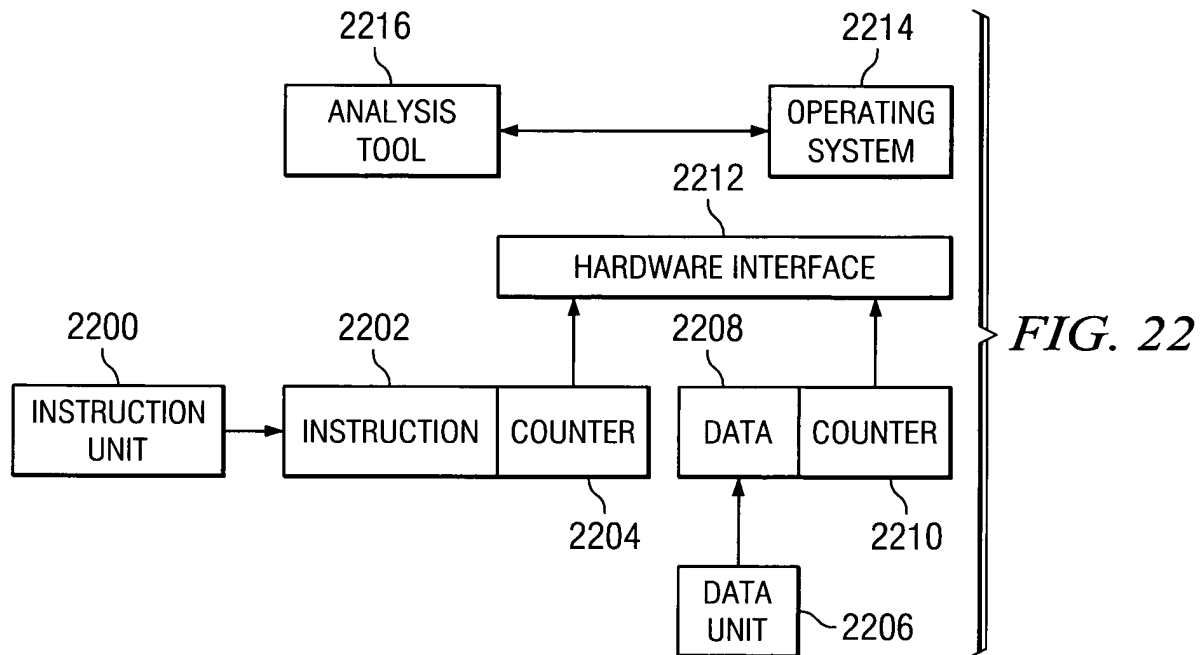 2216
2214
ANALYSIS
TOOL
OPERATING
SYSTEM
2212
HARDWARE INTERFACE
2200
2202
2208
FIG. 22
INSTRUCTION
UNIT
INSTRUCTION
COUNTER
DATA
COUNTER
2204
2210
DATA
UNIT
2206